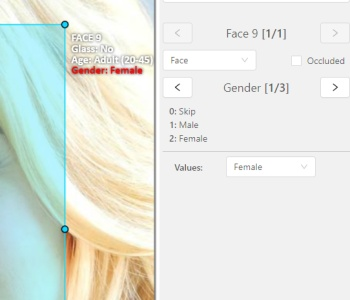 FACE 9
Glass: No
Age: Adult (20-45)
Gender: Female
Face 9 [1/1]
Face
Occluded
Gender [1/3]
0: Skip
1: Male
2: Female
Values:
Female